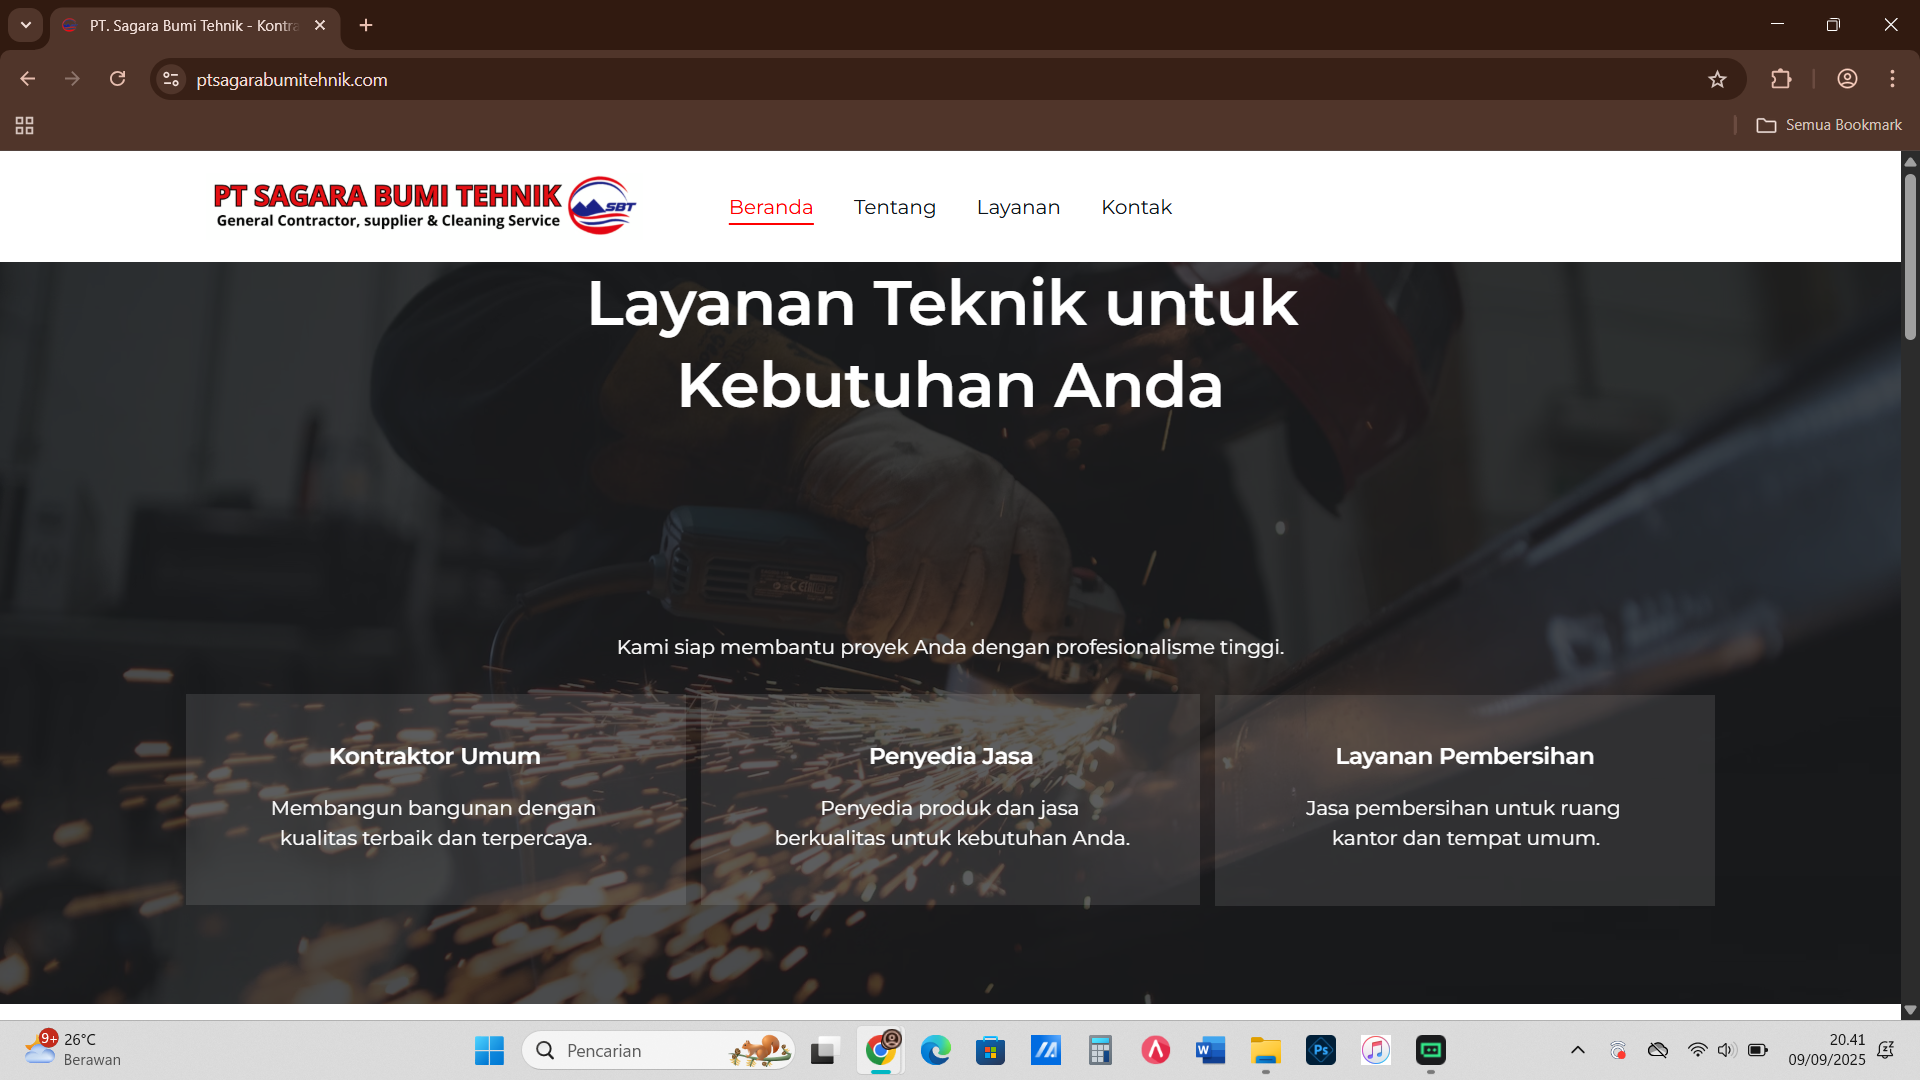 PT. Sagara Bumi Tehnik - Kontra
ptsagarabumitehnik.com
Semua Bookmark
PT SAGARA BUMI TEHNIK
General Contractor, supplier & Cleaning Service
SBT
Beranda
Tentang
Layanan
Kontak
Layanan Teknik untuk
Kebutuhan Anda
Kami siap membantu proyek Anda dengan profesionalisme tinggi.
Kontraktor Umum
Membangun bangunan dengan
kualitas terbaik dan terpercaya.
Penyedia Jasa
Penyedia produk dan jasa
berkualitas untuk kebutuhan Anda.
Layanan Pembersihan
Jasa pembersihan untuk ruang
kantor dan tempat umum.
9+
26°C
Berawan
Pencarian
W
Ps
20.41
09/09/2025